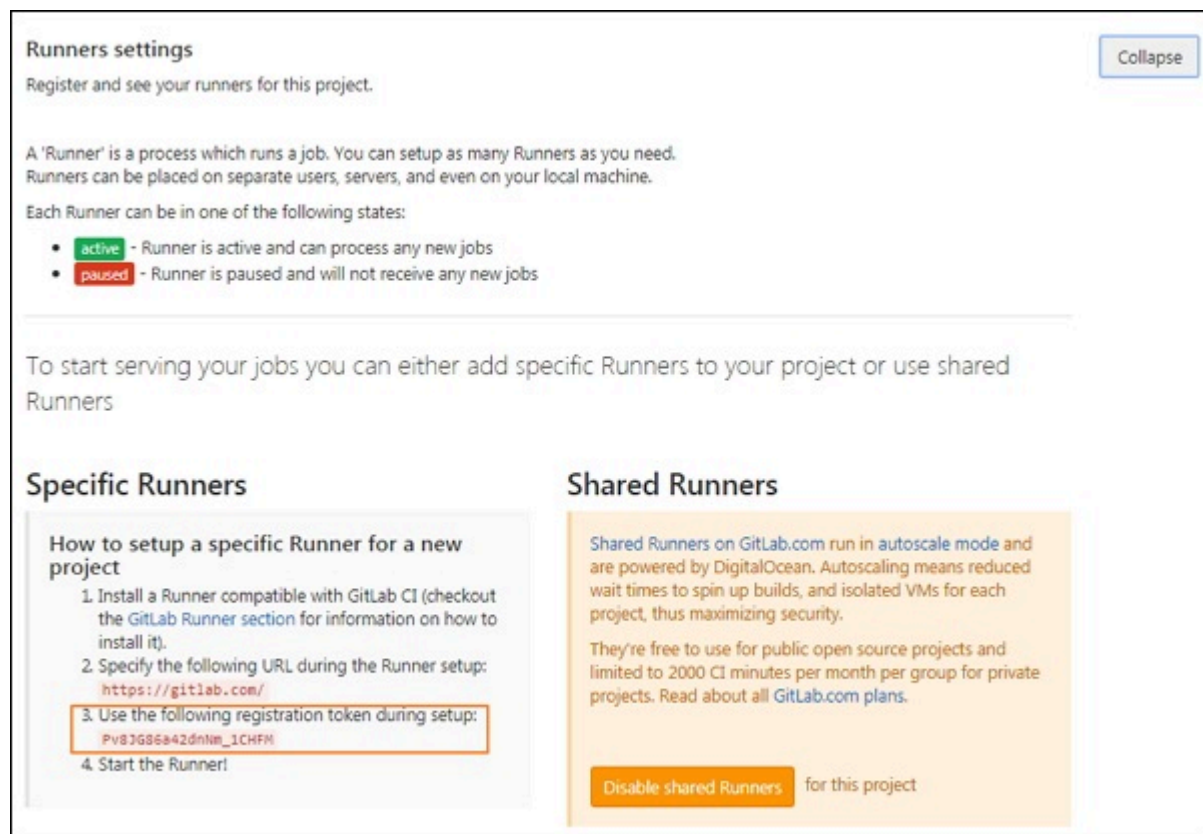 Runners settings
Collapse
Register and see your runners for this project.
A 'Runner' is a process which runs a job. You can setup as many Runners as you need.
Runners can be placed on separate users, servers, and even on your local machine.
Each Runner can be in one of the following states:
• active - Runner is active and can process any new jobs
• paused - Runner is paused and will not receive any new jobs
To start serving your jobs you can either add specific Runners to your project or use shared
Runners
Specific Runners
How to setup a specific Runner for a new
project
1. Install a Runner compatible with GitLab CI (checkout
the GitLab Runner section for information on how to
install it).
2. Specify the following URL during the Runner setup:
https://gitlab.com/
3. Use the following registration token during setup:
Pv8JG86a42dnNm_1CHFM
4. Start the Runner!
Shared Runners
Shared Runners on GitLab.com run in autoscale mode and
are powered by DigitalOcean. Autoscaling means reduced
wait times to spin up builds, and isolated VMs for each
project, thus maximizing security.
They're free to use for public open source projects and
limited to 2000 CI minutes per month per group for private
projects. Read about all GitLab.com plans.
Disable shared Runners for this project